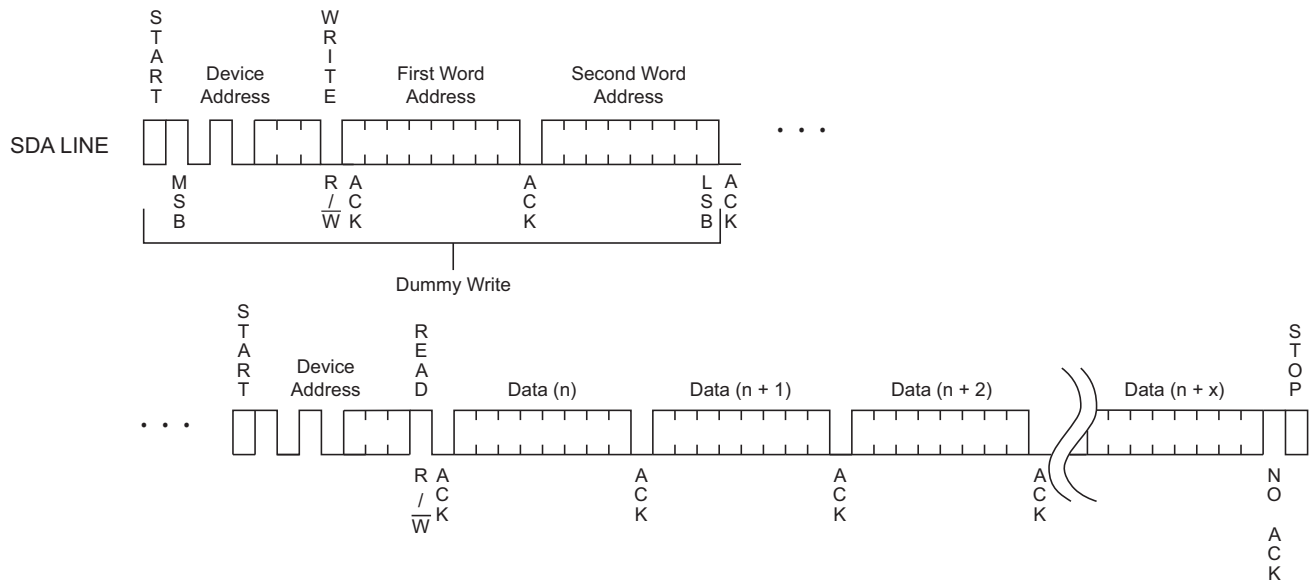 START
WRITE
Device
Address
First Word
Address
Second Word
Address
SDA LINE
. . .
MSB
R/W
ACK
ACK
LSB
ACK
Dummy Write
START
READ
STOP
Device
Address
Data (n)
Data (n + 1)
Data (n + 2)
Data (n + x)
. . .
R/W
ACK
ACK
ACK
ACK
NO ACK